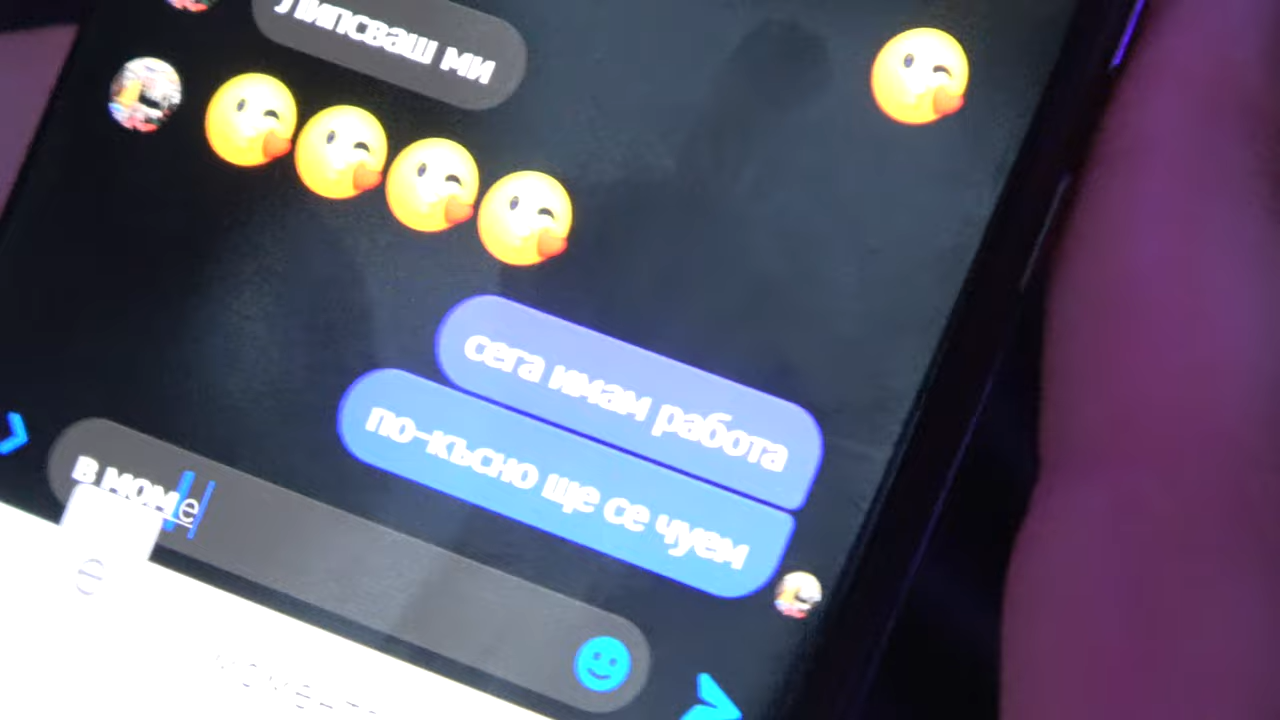 Липсваш ми
сега имам работа
по-късно ще се чуем
в моме
е